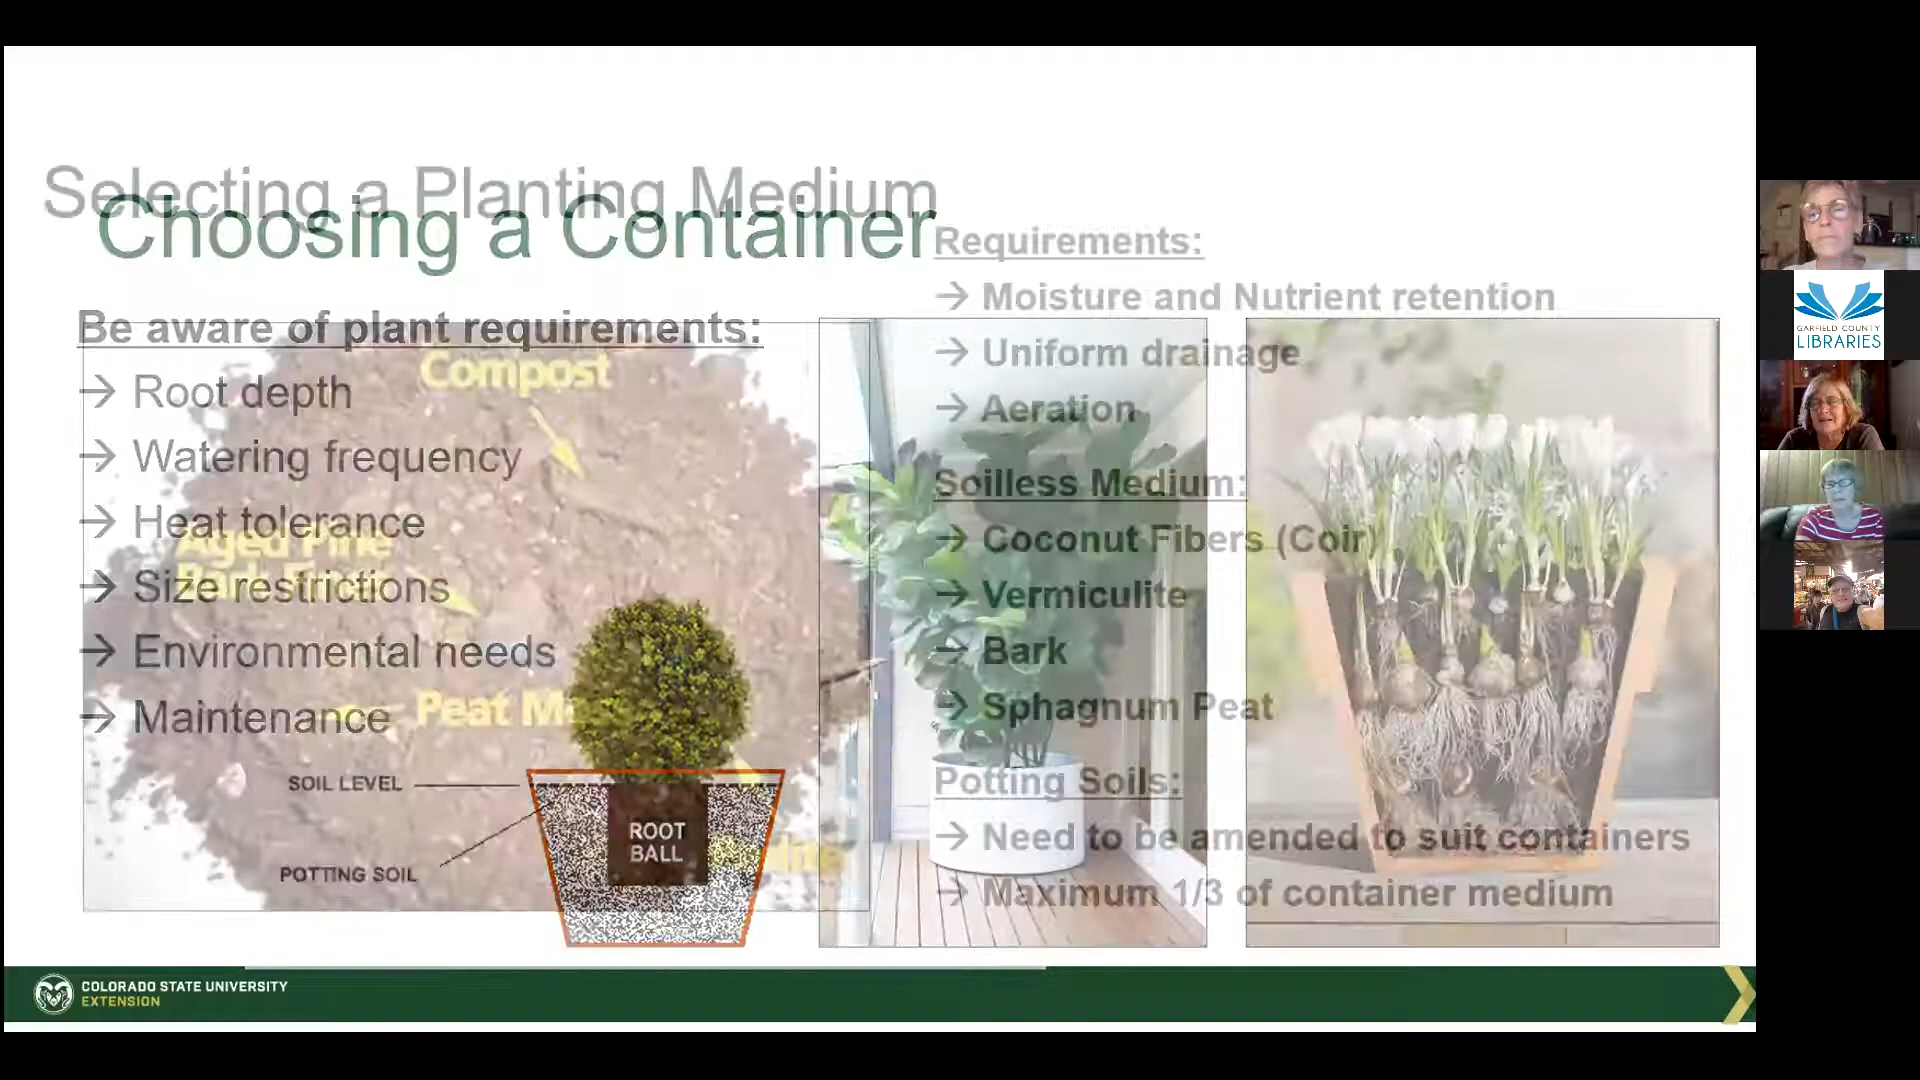 Selecting a Planting Medium
Choosing a Container
Be aware of plant requirements:
→ Root depth
→ Watering frequency
→ Heat tolerance
→ Size restrictions
→ Environmental needs
→ Maintenance
Compost
Aged Pine
Bark Fines
Peat Moss
SOIL LEVEL
POTTING SOIL
ROOT
BALL
Requirements:
→ Moisture and Nutrient retention
→ Uniform drainage
→ Aeration
Soilless Medium:
→ Coconut Fibers (Coir)
→ Vermiculite
→ Bark
→ Sphagnum Peat
Potting Soils:
→ Need to be amended to suit containers
→ Maximum 1/3 of container medium
COLORADO STATE UNIVERSITY
EXTENSION
GARFIELD COUNTY
LIBRARIES